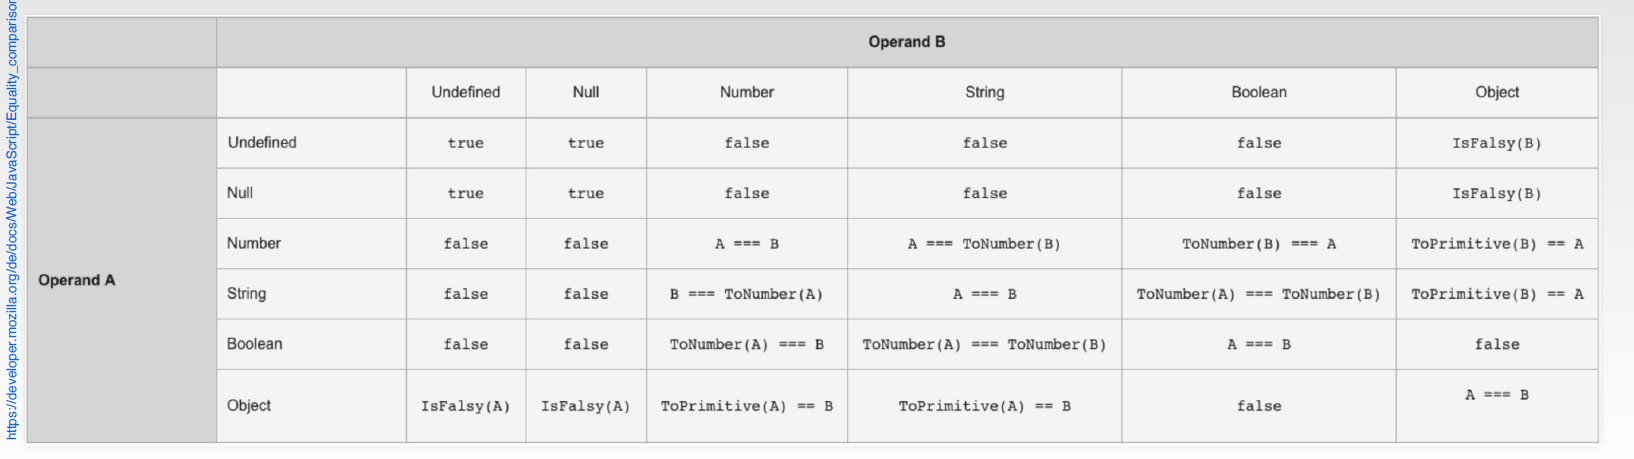 https://developer.mozilla.org/de/docs/Web/JavaScript/Equality_comparison
Operand B
Undefined Null Number String Boolean Object
Undefined true true false false false IsFalsy(B)
Null true true false false false IsFalsy(B)
Number false false A === B A === ToNumber(B) ToNumber(B) === A ToPrimitive(B) == A
Operand A
String false false B === ToNumber(A) A === B ToNumber(A) === ToNumber(B) ToPrimitive(B) == A
Boolean false false ToNumber(A) === B ToNumber(A) === ToNumber(B) A === B false
Object IsFalsy(A) IsFalsy(A) ToPrimitive(A) == B ToPrimitive(A) == B false A === B